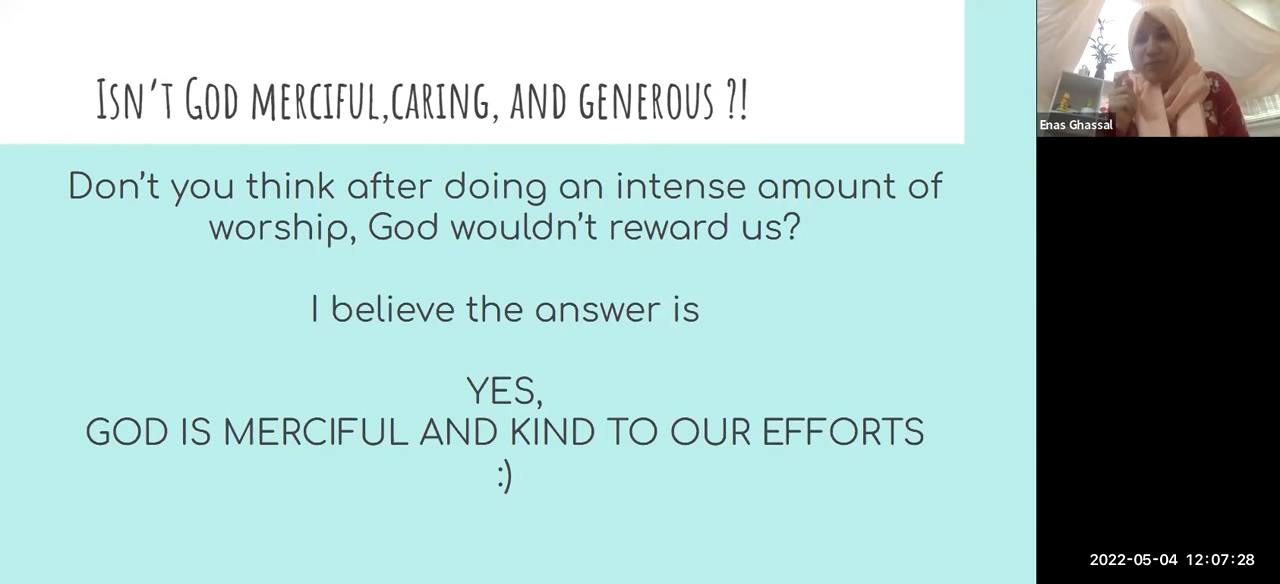 Isn't God merciful,caring, and generous ?!
Don't you think after doing an intense amount of
worship, God wouldn't reward us?
I believe the answer is
YES,
GOD IS MERCIFUL AND KIND TO OUR EFFORTS
:)
Enas Ghassal
2022-05-04 12:07:28